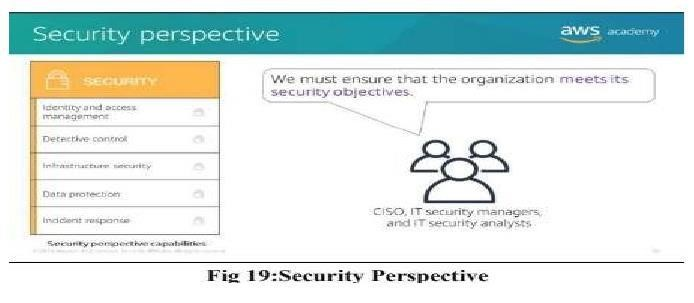 Security perspective
aws academy
SECURITY
Identity and access
management
Detective control
Infrastructure security
Data protection
Incident response
Security perspective capabilities
We must ensure that the organization meets its
security objectives.
CISO, IT security managers,
and IT security analysts
Fig 19:Security Perspective